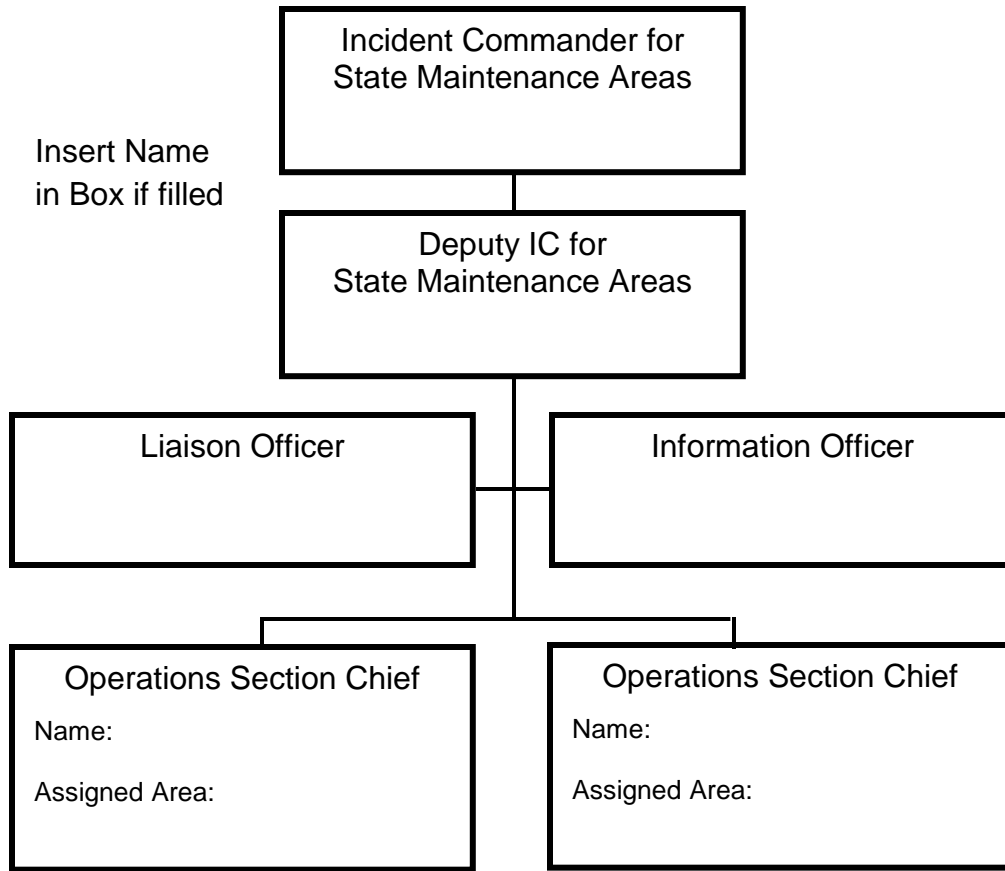 Incident Commander for
State Maintenance Areas
Insert Name
in Box if filled
Deputy IC for
State Maintenance Areas
Liaison Officer
Information Officer
Operations Section Chief
Name:
Assigned Area:
Operations Section Chief
Name:
Assigned Area: